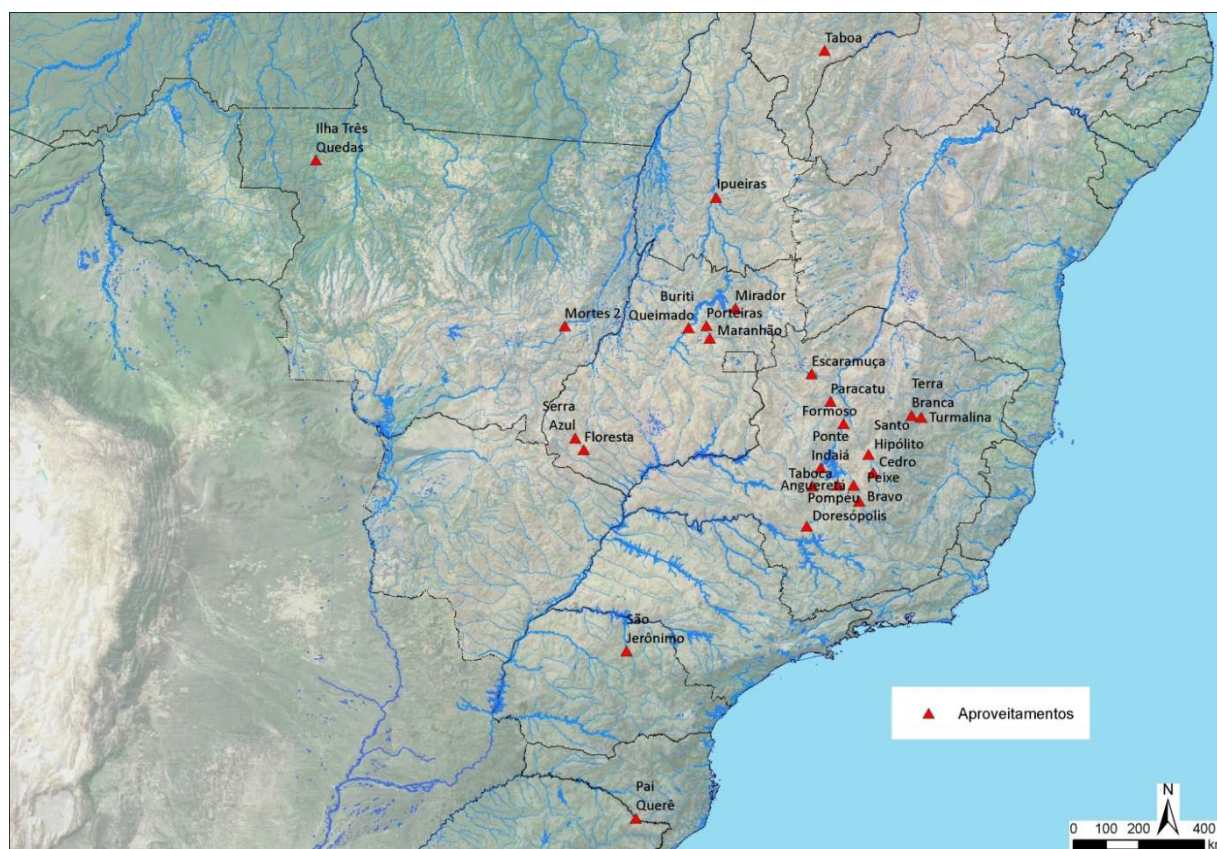 Taboa
Ilha Três
Quedas
Ipueiras
Buriti
Queimado
Mirador
Porteiras
Maranhão
Mortes 2
Escaramuça
Paracatu
Formoso
Terra
Branca
Turmalina
Santo
Hipólito
Serra
Azul
Floresta
Ponte
Indaiá
Cedro
Taboca
Peixe
Bravo
Angueretá
Pompéu
Doresópolis
São
Jerônimo
Aproveitamentos
Pai
Querê
N
0 100 200 400
km